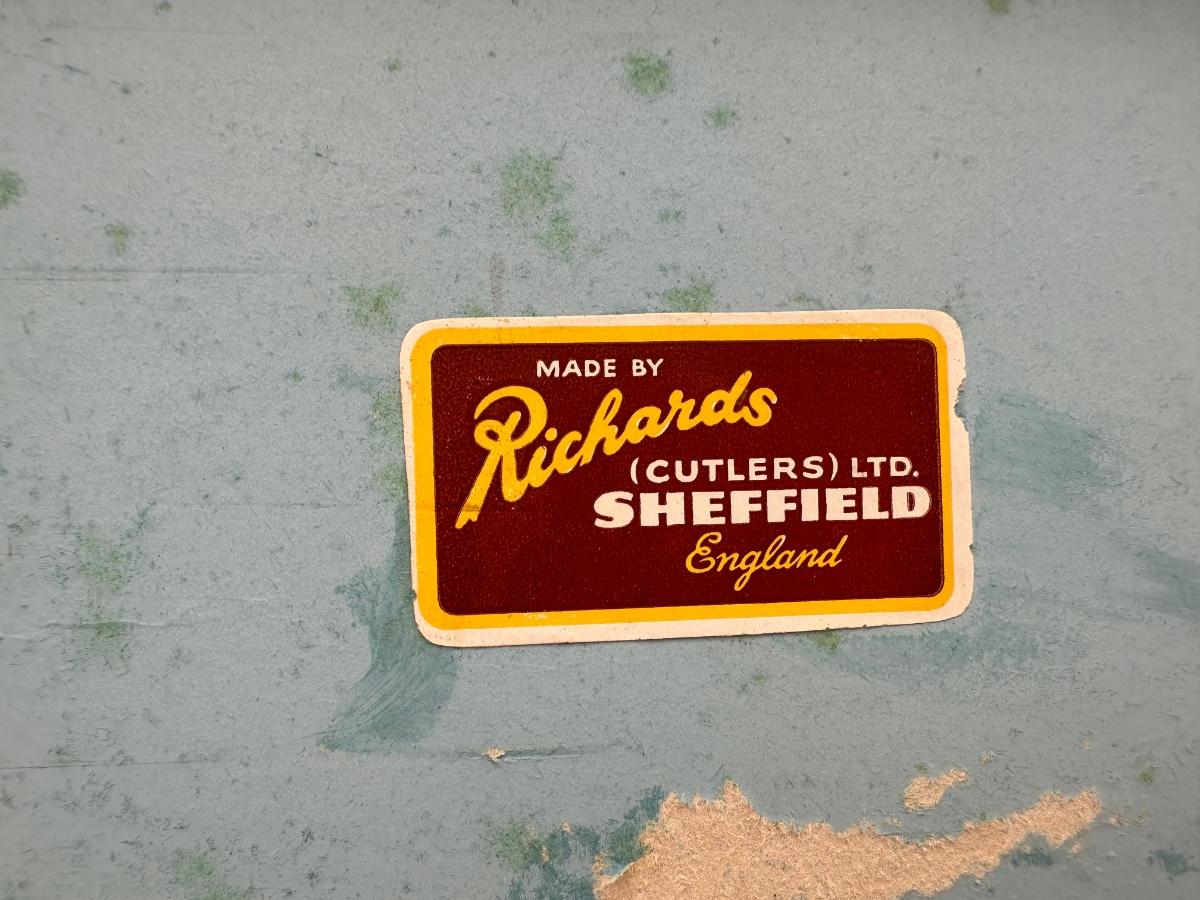 MADE BY
Richards
(CUTLERS) LTD.
SHEFFIELD
England